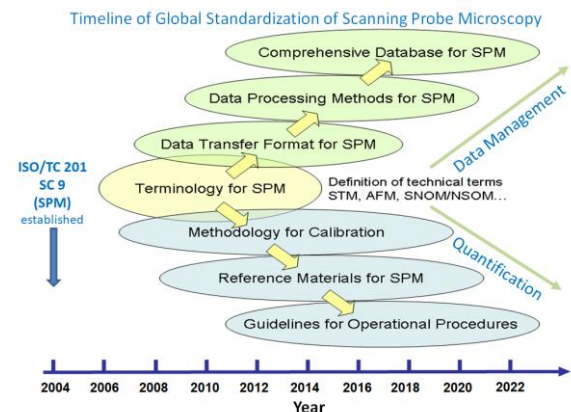 Timeline of Global Standardization of Scanning Probe Microscopy
Comprehensive Database for SPM
Data Processing Methods for SPM
Data Transfer Format for SPM
Data Management
ISO/TC 201
SC 9
(SPM)
established
Terminology for SPM
Definition of technical terms
STM, AFM, SNOM/NSOM...
Methodology for Calibration
Quantification
Reference Materials for SPM
Guidelines for Operational Procedures
2004 2006 2008 2010 2012 2014 2016 2018 2020 2022
Year